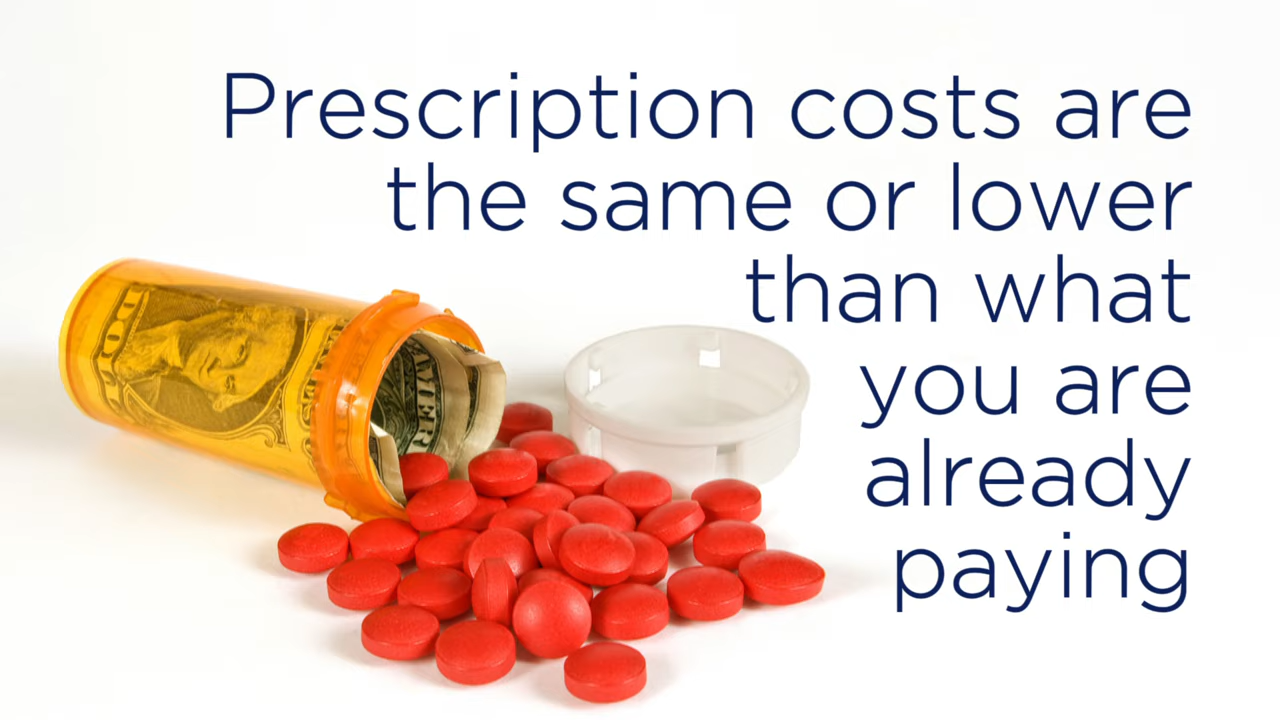 Prescription costs are
the same or lower
than what
you are
already
paying